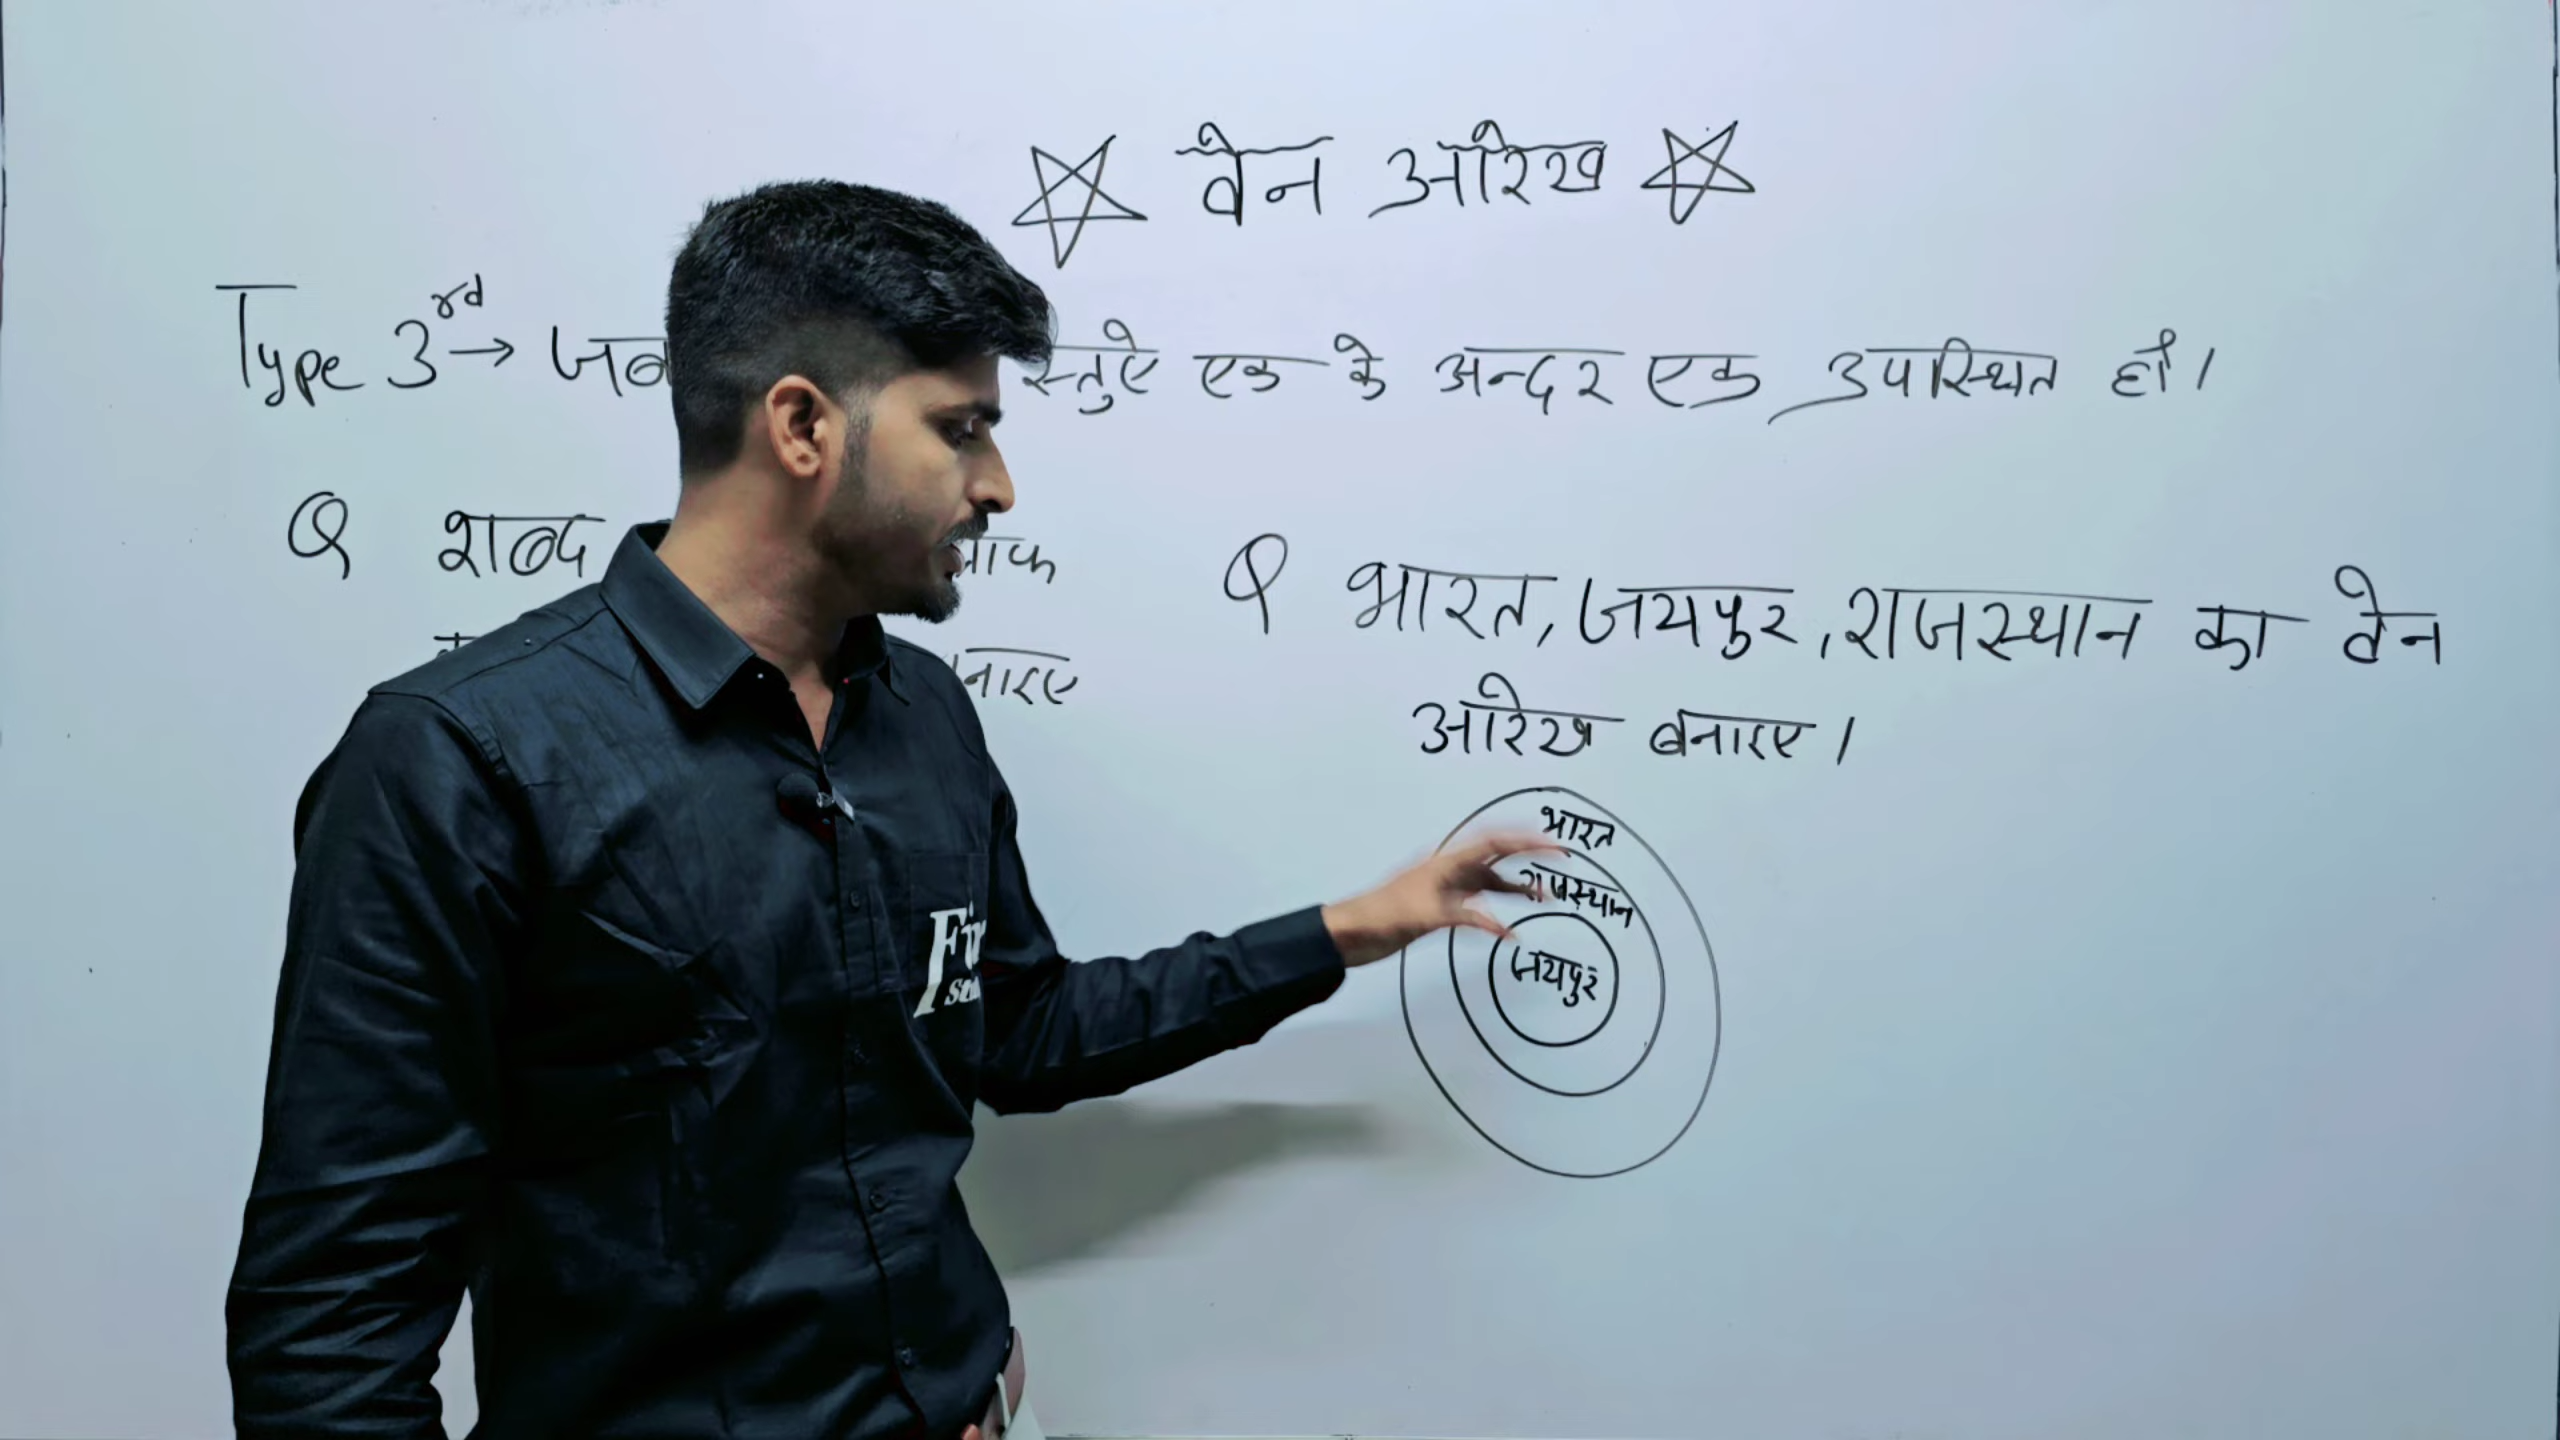 वेन आरेख
Type 3rd → जब स्तुऐ एक के अन्दर एक उपस्थित हो।
Q शब्द
Q भारत, जयपुर, राजस्थान का वेन
आरेख बनाइए।
भारत
राजस्थान
जयपुर